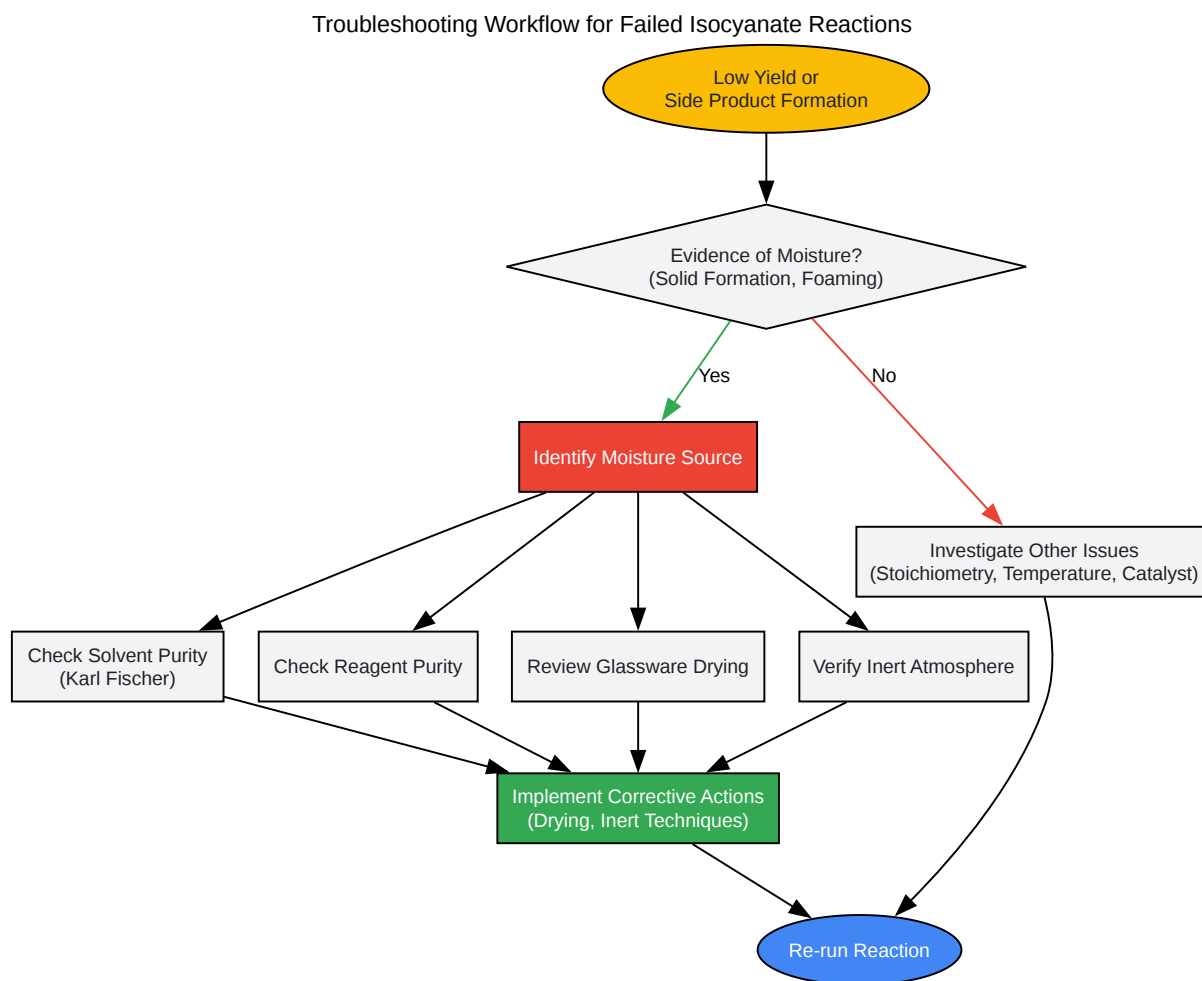 Troubleshooting Workflow for Failed Isocyanate Reactions
Low Yield or
Side Product Formation
Evidence of Moisture?
(Solid Formation, Foaming)
Yes
No
Identify Moisture Source
Investigate Other Issues
(Stoichiometry, Temperature, Catalyst)
Check Solvent Purity
(Karl Fischer)
Check Reagent Purity
Review Glassware Drying
Verify Inert Atmosphere
Implement Corrective Actions
(Drying, Inert Techniques)
Re-run Reaction